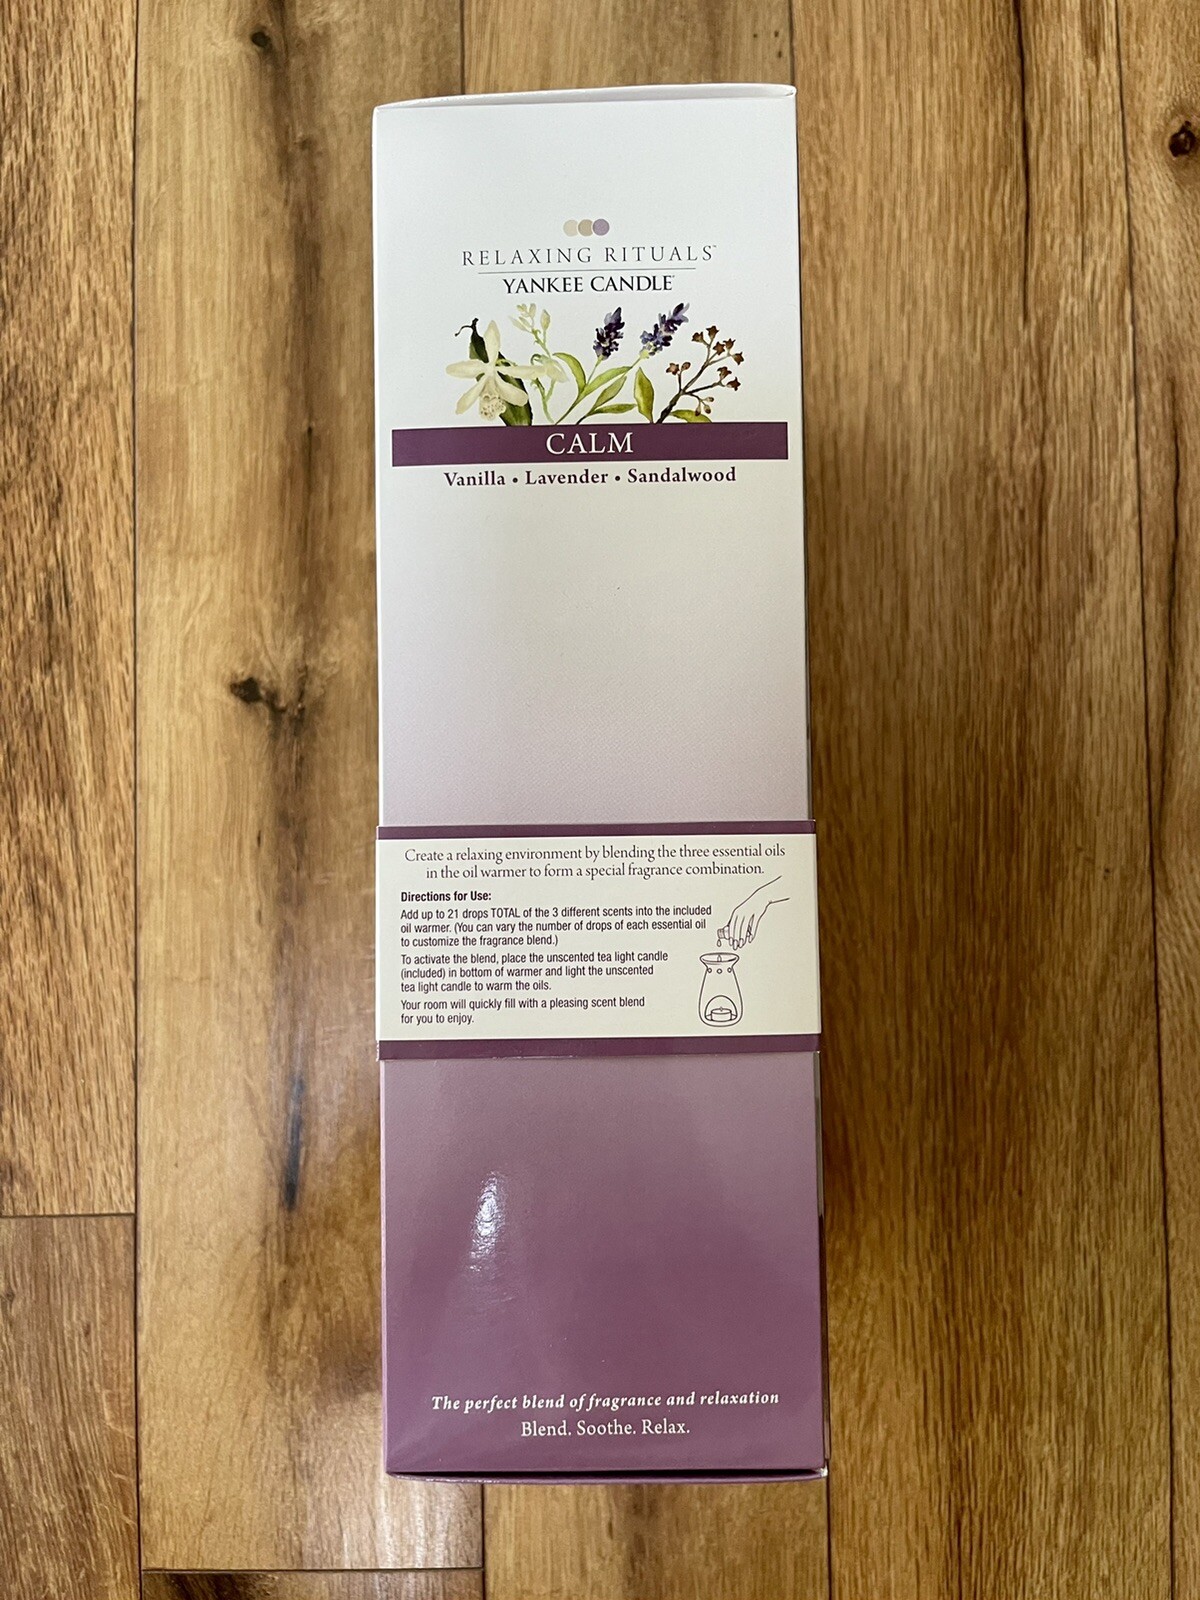 RELAXING RITUALS™
YANKEE CANDLE®
CALM
Vanilla • Lavender • Sandalwood
Create a relaxing environment by blending the three essential oils
in the oil warmer to form a special fragrance combination.
Directions for Use:
Add up to 21 drops TOTAL of the 3 different scents into the included
oil warmer. (You can vary the number of drops of each essential oil
to customize the fragrance blend.)
To activate the blend, place the unscented tea light candle
(included) in bottom of warmer and light the unscented
tea light candle to warm the oils.
Your room will quickly fill with a pleasing scent blend
for you to enjoy.
The perfect blend of fragrance and relaxation
Blend. Soothe. Relax.